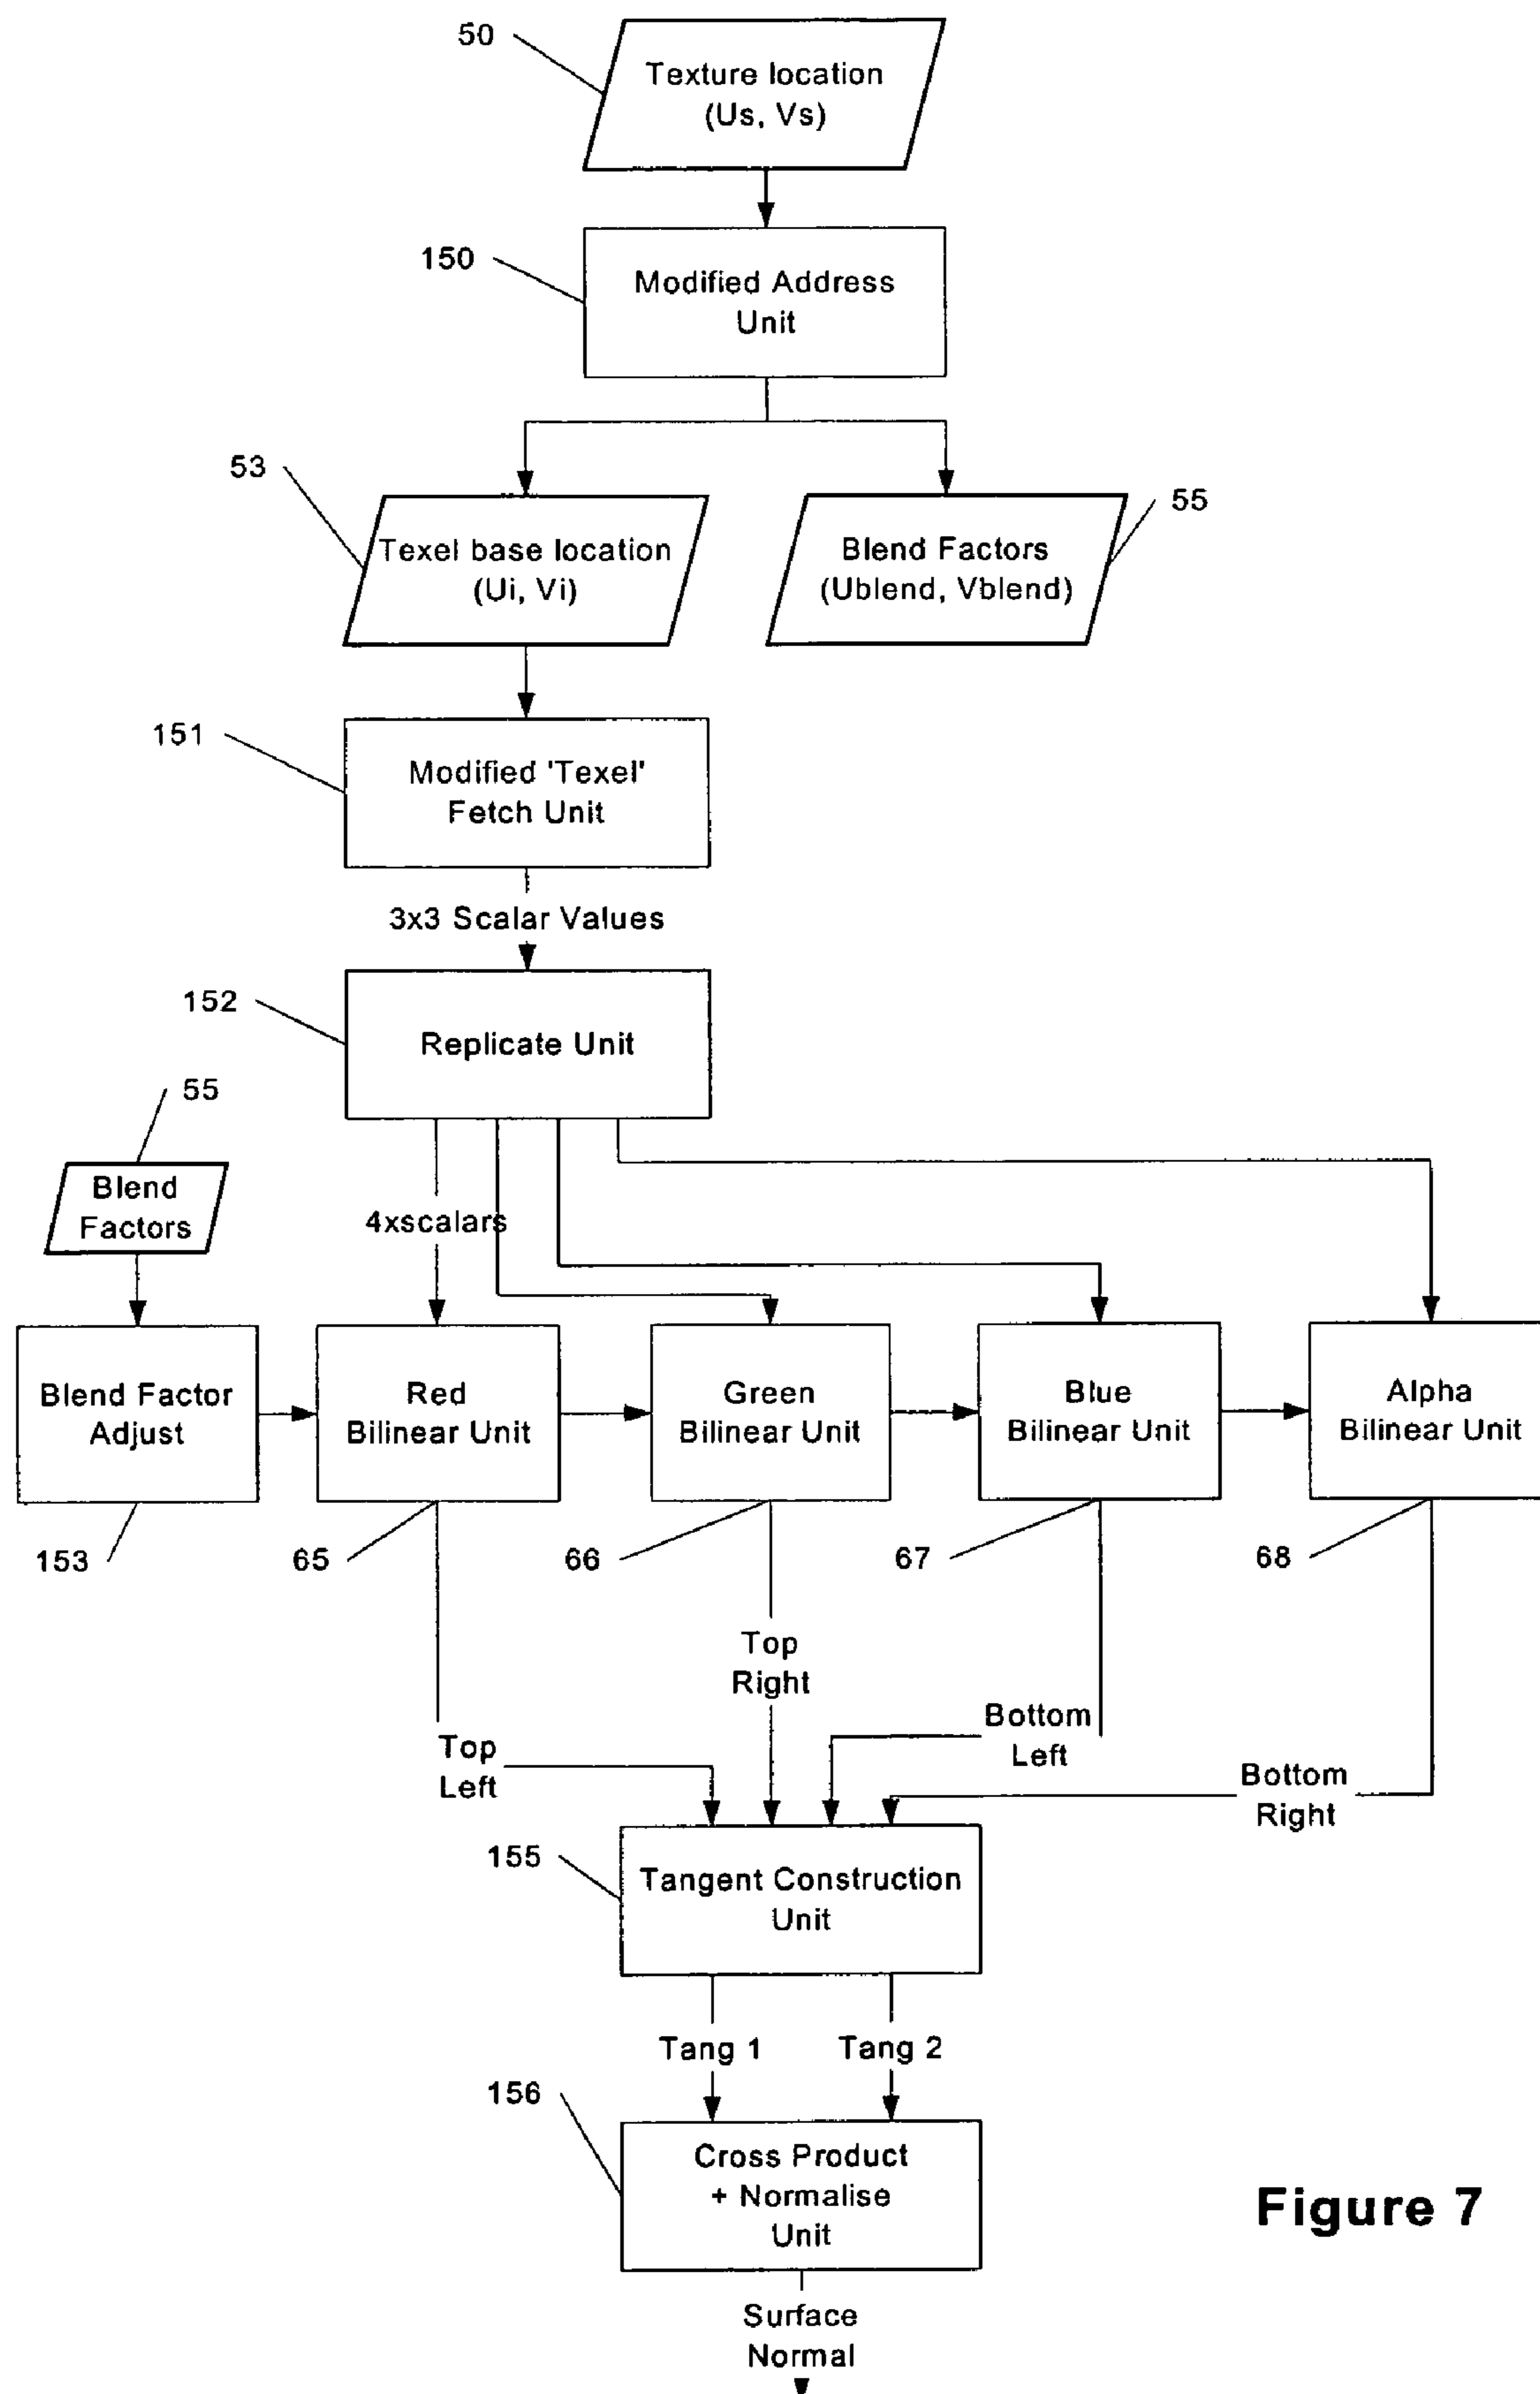 50
Texture location
(Us, Vs)
150
Modified Address
Unit
53
Texel base location
(Ui, Vi)
Blend Factors
(Ublend, Vblend)
55
151
Modified 'Texel'
Fetch Unit
3x3 Scalar Values
152
Replicate Unit
55
Blend
Factors
4xscalars
Blend Factor
Adjust
Red
Bilinear Unit
Green
Bilinear Unit
Blue
Bilinear Unit
Alpha
Bilinear Unit
153
65
66
67
68
Top
Left
Top
Right
Bottom
Left
Bottom
Right
155
Tangent Construction
Unit
Tang 1
Tang 2
156
Cross Product
+ Normalise
Unit
Figure 7
Surface
Normal